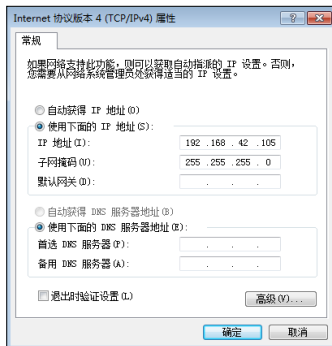 Internet 协议版本 4 (TCP/IPv4) 属性
常规
如果网络支持此功能，则可以获取自动指派的 IP 设置。否则，
您需要从网络系统管理员处获得适当的 IP 设置。
自动获得 IP 地址(O)
使用下面的 IP 地址(S):
IP 地址(I): 192 .168 .42 .105
子网掩码(U): 255 .255 .255 .0
默认网关(D): . . .
自动获得 DNS 服务器地址(B)
使用下面的 DNS 服务器地址(E):
首选 DNS 服务器(P): . . .
备用 DNS 服务器(A): . . .
退出时验证设置(L)
高级(V)...
确定 取消